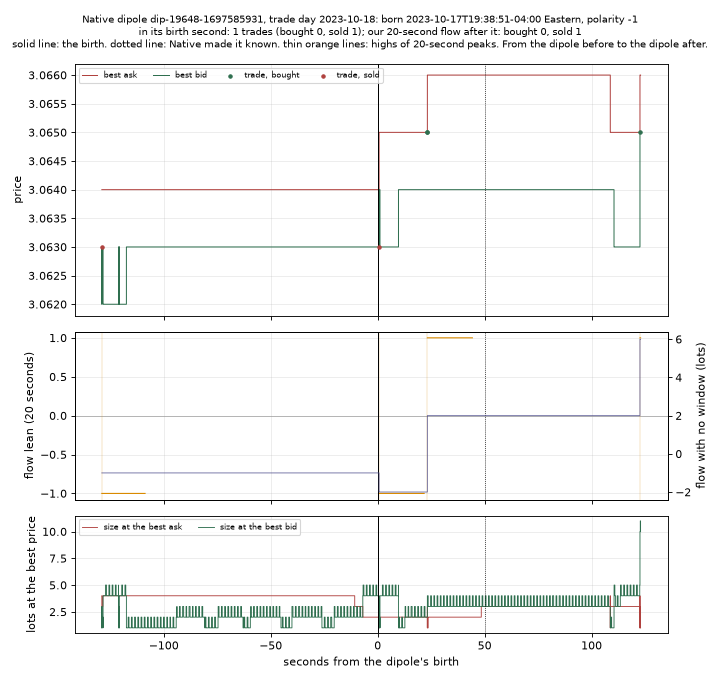 Native dipole dip-19648-1697585931, trade day 2023-10-18: born 2023-10-17T19:38:51-04:00 Eastern, polarity -1
in its birth second: 1 trades (bought 0, sold 1); our 20-second flow after it: bought 0, sold 1
solid line: the birth. dotted line: Native made it known. thin orange lines: highs of 20-second peaks. From the dipole before to the dipole after.
best ask best bid trade, bought trade, sold
3.0660
3.0655
3.0650
3.0645
3.0640
3.0635
3.0630
3.0625
3.0620
price
1.0
0.5
0.0
−0.5
−1.0
flow lean (20 seconds)
6
4
2
0
−2
flow with no window (lots)
size at the best ask size at the best bid
10.0
7.5
5.0
2.5
lots at the best price
−100 −50 0 50 100
seconds from the dipole's birth